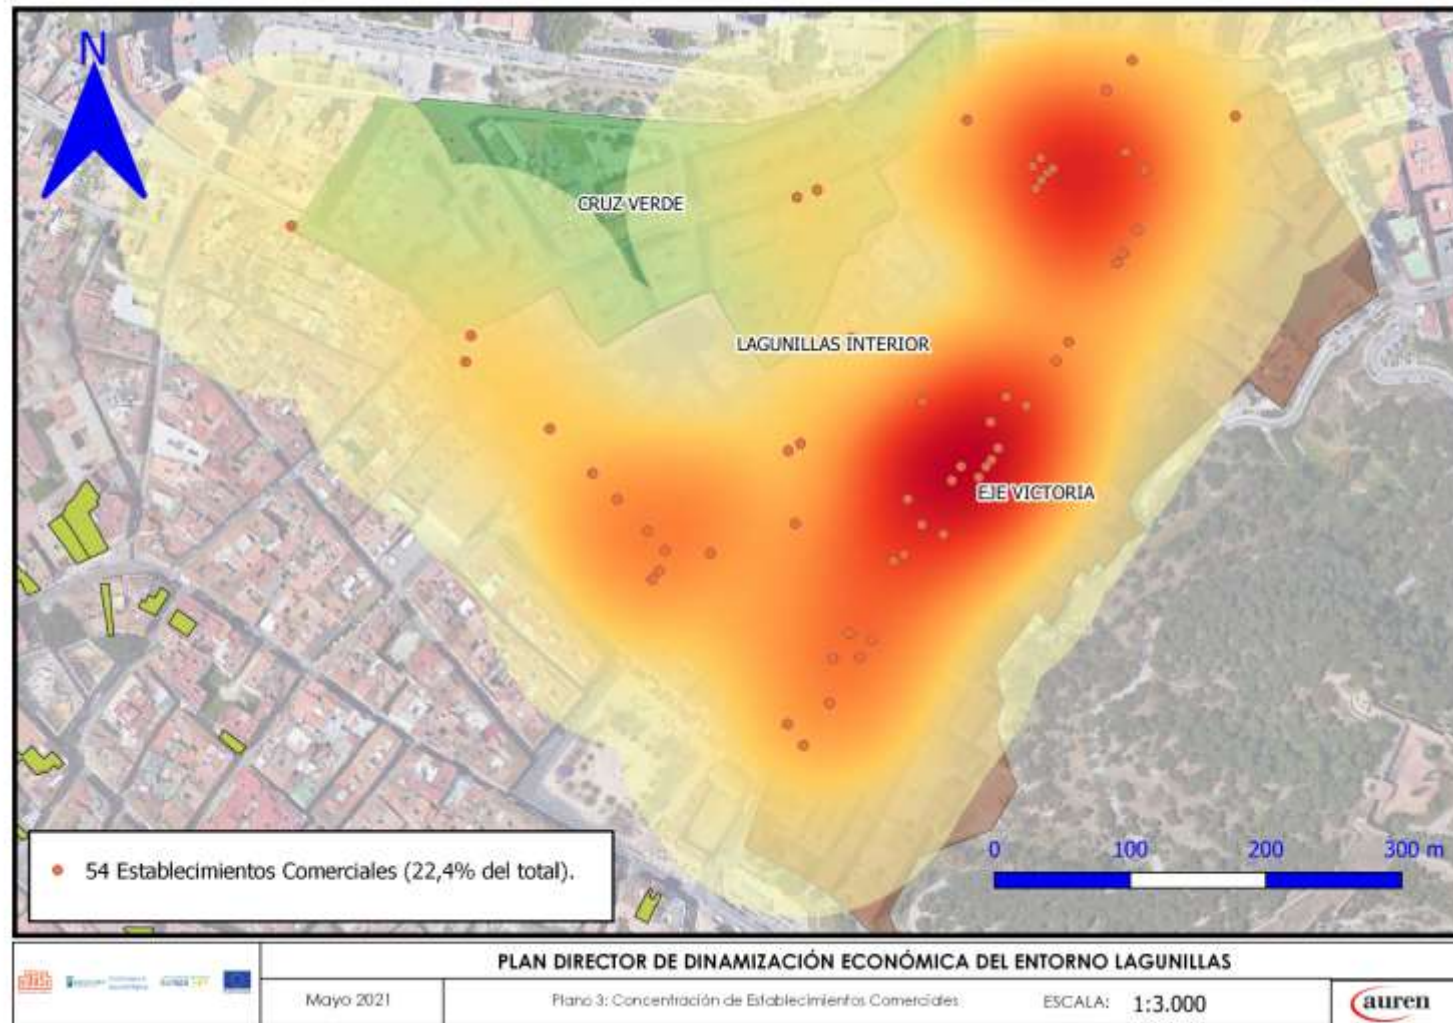 N
CRUZ VERDE
LAGUNILLAS INTERIOR
EJE VICTORIA
0 100 200 300 m
54 Establecimientos Comerciales (22,4% del total).
PLAN DIRECTOR DE DINAMIZACIÓN ECONÓMICA DEL ENTORNO LAGUNILLAS
Mayo 2021
Plano 3: Concentración de Establecimientos Comerciales
ESCALA: 1:3.000
auren